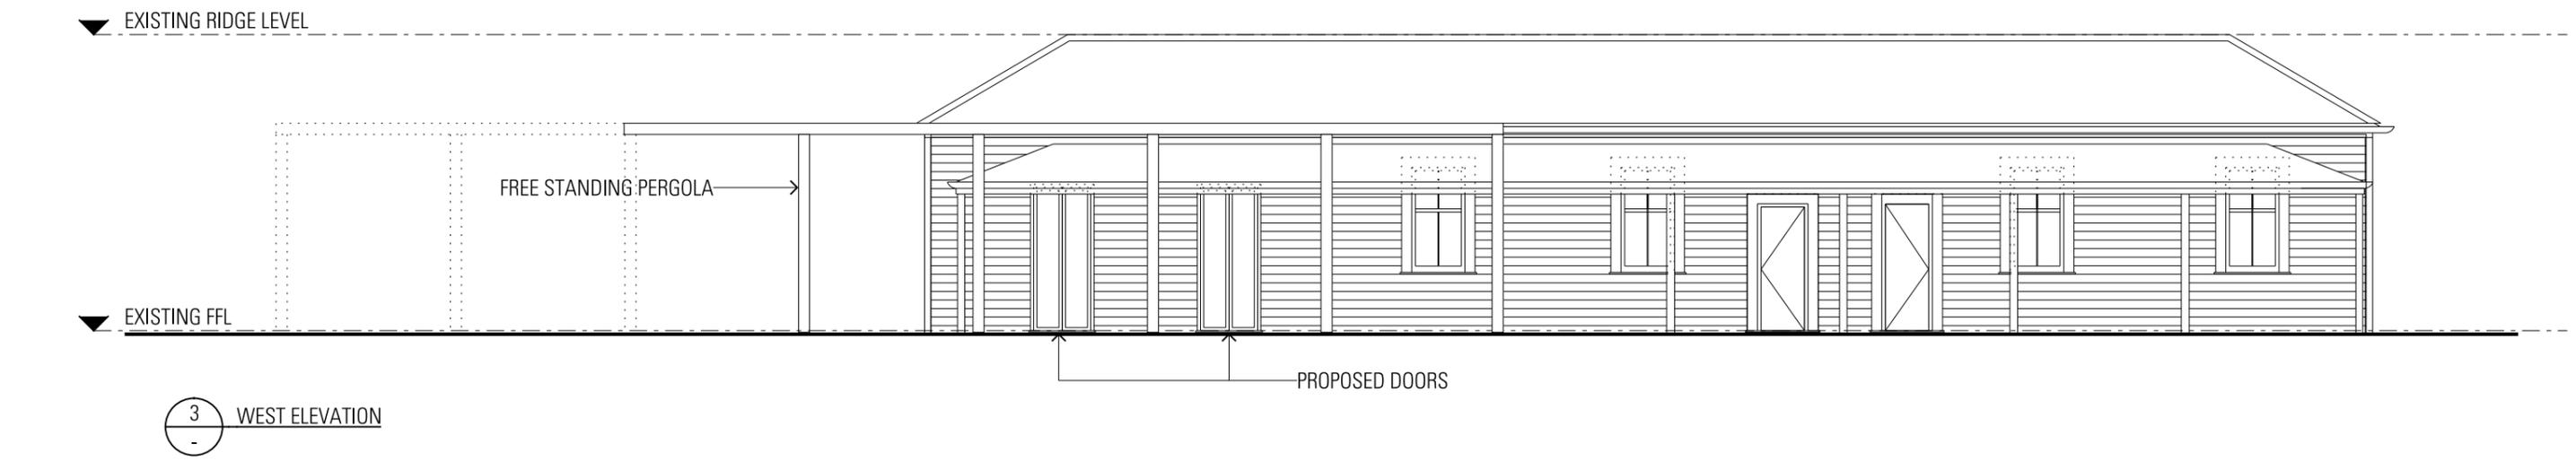 EXISTING RIDGE LEVEL
FREE STANDING PERGOLA
EXISTING FFL
PROPOSED DOORS
3
WEST ELEVATION
-